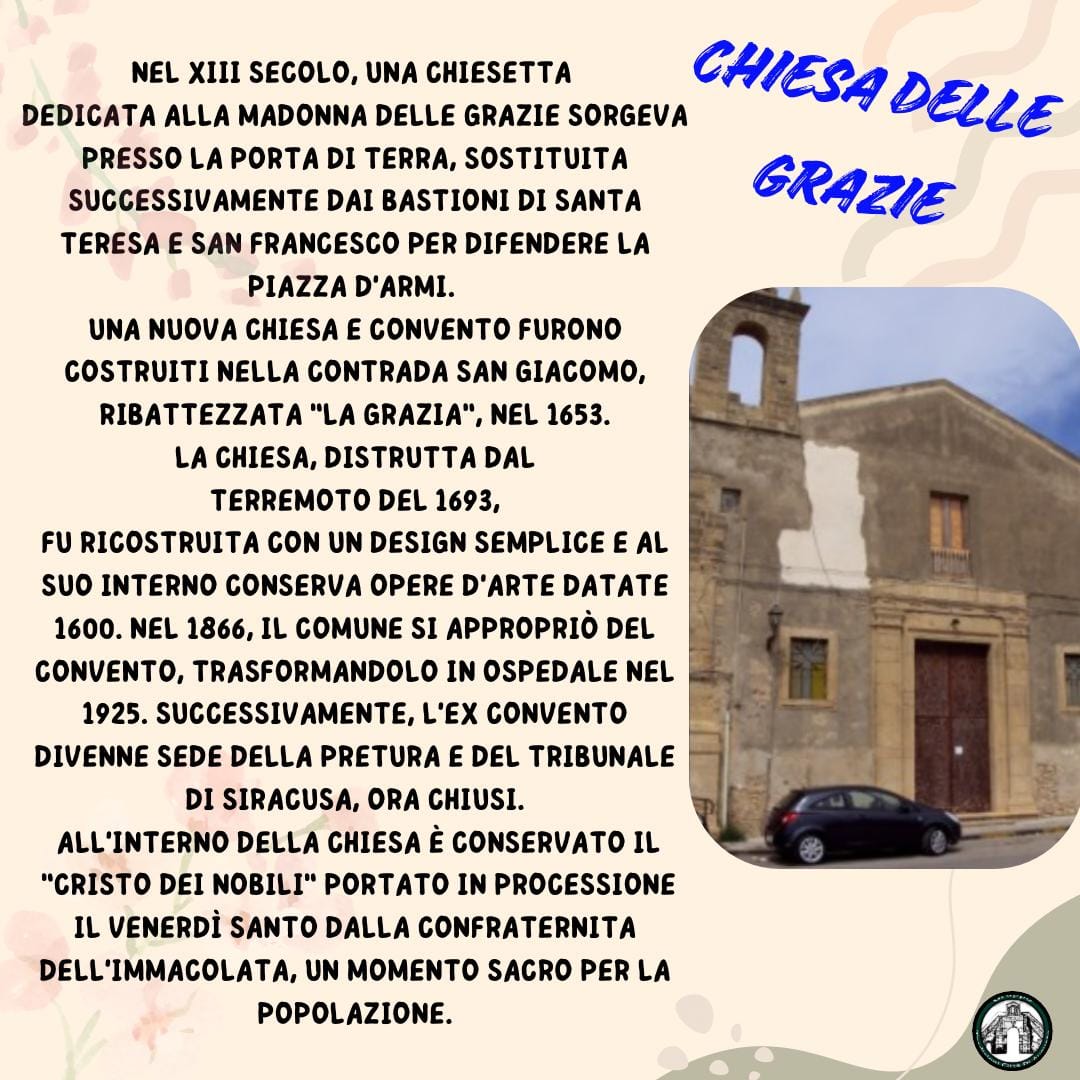 CHIESA DELLE
GRAZIE
NEL XIII SECOLO, UNA CHIESETTA
DEDICATA ALLA MADONNA DELLE GRAZIE SORGEVA
PRESSO LA PORTA DI TERRA, SOSTITUITA
SUCCESSIVAMENTE DAI BASTIONI DI SANTA
TERESA E SAN FRANCESCO PER DIFENDERE LA
PIAZZA D'ARMI.
UNA NUOVA CHIESA E CONVENTO FURONO
COSTRUITI NELLA CONTRADA SAN GIACOMO,
RIBATTEZZATA "LA GRAZIA", NEL 1653.
LA CHIESA, DISTRUTTA DAL
TERREMOTO DEL 1693,
FU RICOSTRUITA CON UN DESIGN SEMPLICE E AL
SUO INTERNO CONSERVA OPERE D'ARTE DATATE
1600. NEL 1866, IL COMUNE SI APPROPRIÒ DEL
CONVENTO, TRASFORMANDOLO IN OSPEDALE NEL
1925. SUCCESSIVAMENTE, L'EX CONVENTO
DIVENNE SEDE DELLA PRETURA E DEL TRIBUNALE
DI SIRACUSA, ORA CHIUSI.
ALL'INTERNO DELLA CHIESA È CONSERVATO IL
"CRISTO DEI NOBILI" PORTATO IN PROCESSIONE
IL VENERDÌ SANTO DALLA CONFRATERNITA
DELL'IMMACOLATA, UN MOMENTO SACRO PER LA
POPOLAZIONE.